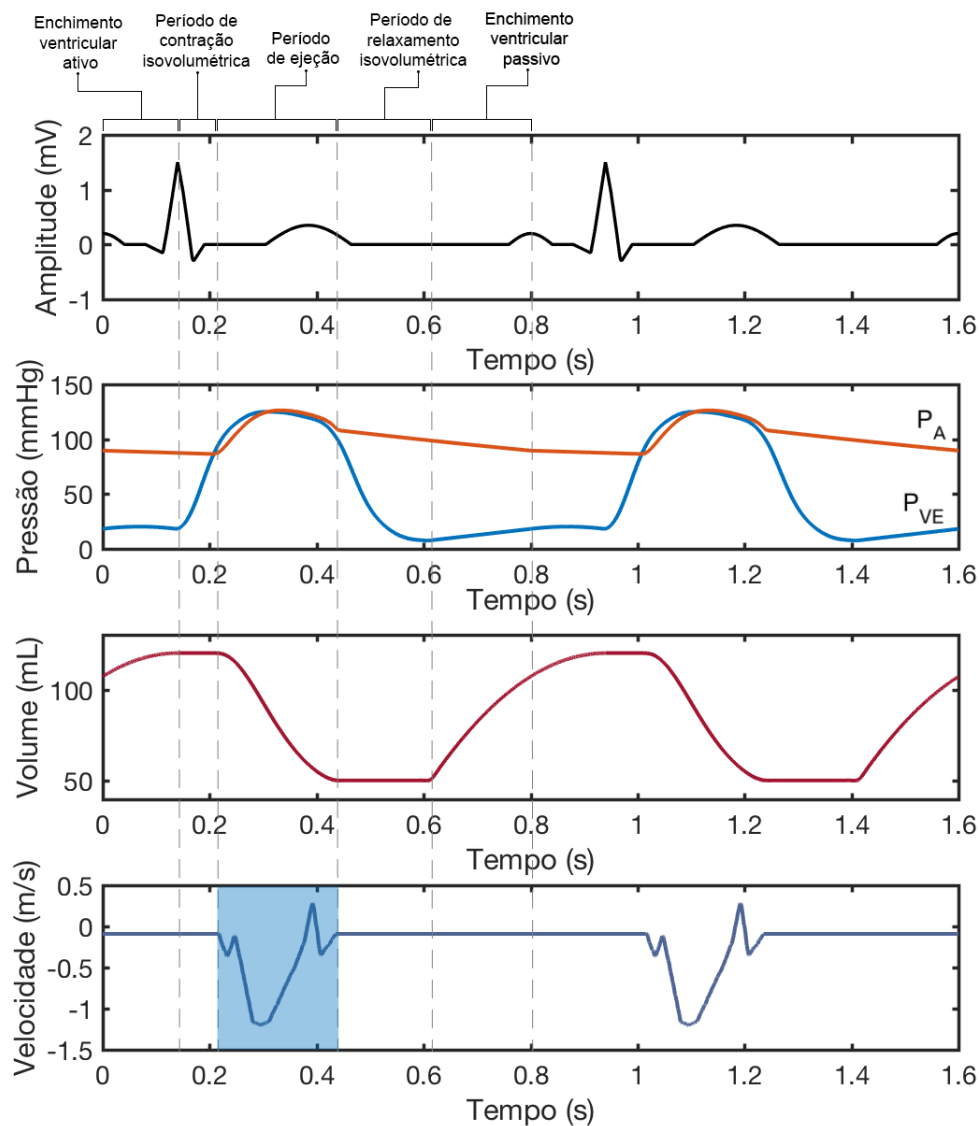 Enchimento
ventricular
ativo
Período de
contração
isovolumétrica
Período
de ejeção
Período de
relaxamento
isovolumétrica
Enchimento
ventricular
passivo
Amplitude (mV)
2
1
0
-1
0 0.2 0.4 0.6 0.8 1 1.2 1.4 1.6
Tempo (s)
Pressão (mmHg)
150
100
50
0
P_A
P_VE
0 0.2 0.4 0.6 0.8 1 1.2 1.4 1.6
Tempo (s)
Volume (mL)
100
50
0 0.2 0.4 0.6 0.8 1 1.2 1.4 1.6
Tempo (s)
Velocidade (m/s)
0.5
0
-0.5
-1
-1.5
0 0.2 0.4 0.6 0.8 1 1.2 1.4 1.6
Tempo (s)